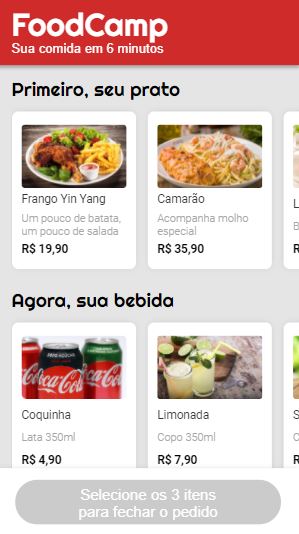 FoodCamp
Sua comida em 6 minutos
Primeiro, seu prato
Frango Yin Yang
Um pouco de batata,
um pouco de salada
R$ 19,90
Camarão
Acompanha molho
especial
R$ 35,90
L
B
R
Agora, sua bebida
Coca-Cola
Coquinha
Lata 350ml
R$ 4,90
Limonada
Copo 350ml
R$ 7,90
S
C
R
Selecione os 3 itens
para fechar o pedido